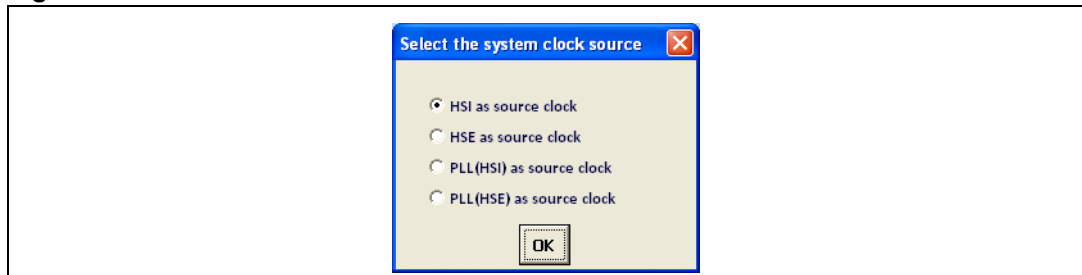 Select the system clock source
HSI as source clock
HSE as source clock
PLL(HSI) as source clock
PLL(HSE) as source clock
OK